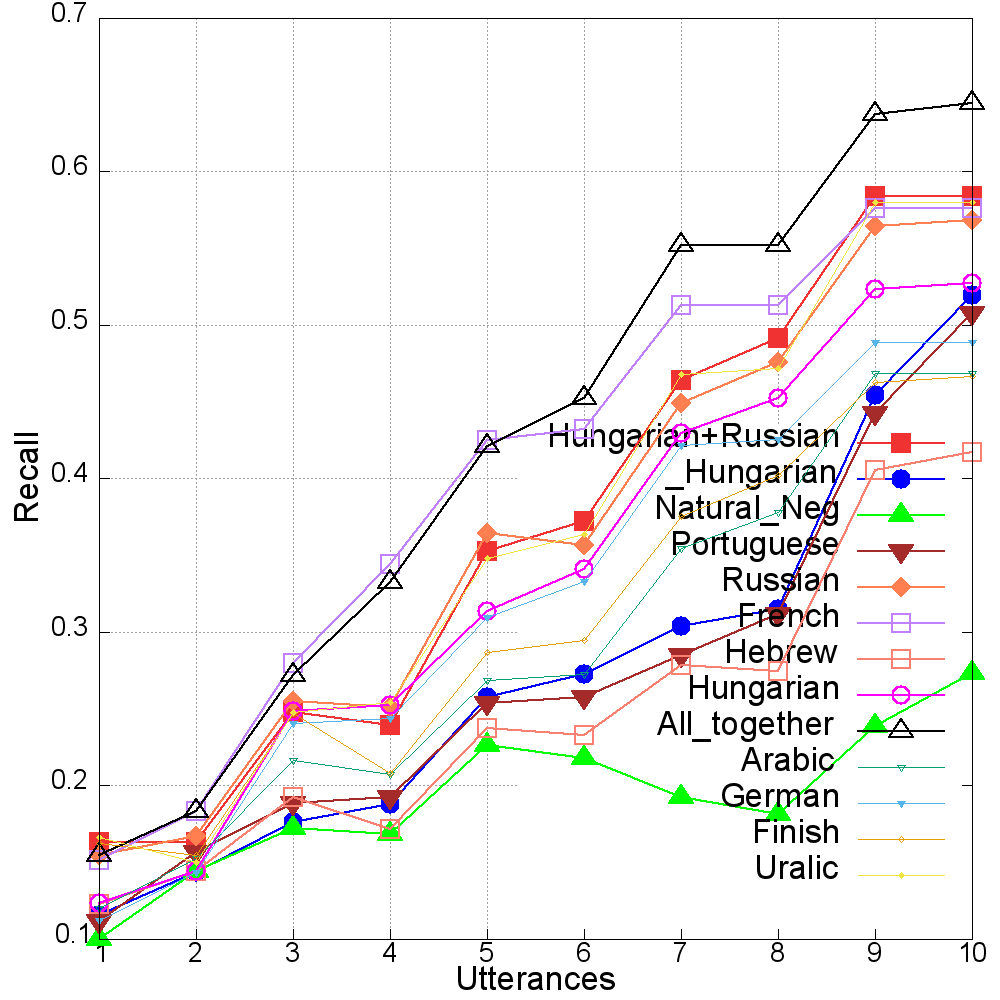 0.7
0.6
0.5
0.4
0.3
0.2
0.1
Recall
Hungarian+Russian
_Hungarian
Natural_Neg
Portuguese
Russian
French
Hebrew
Hungarian
All_together
Arabic
German
Finish
Uralic
1 2 3 4 5 6 7 8 9 10
Utterances